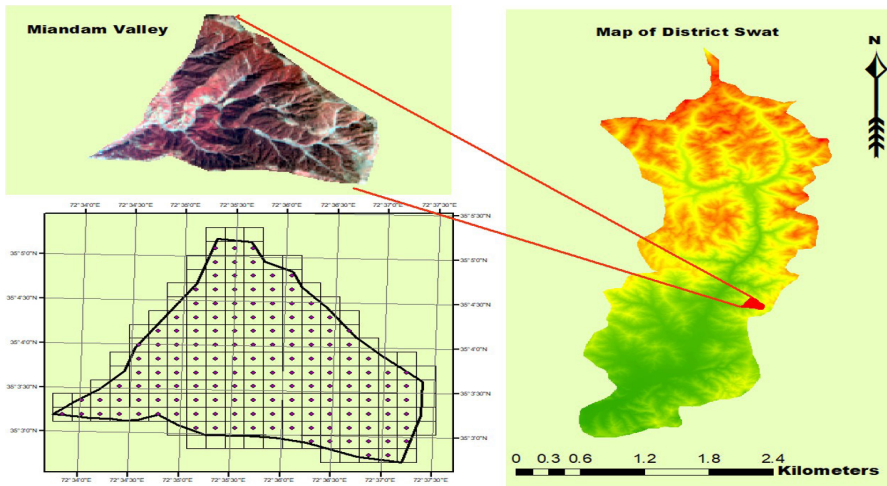 Miandam Valley
Map of District Swat
N
72° 34'0"E 72° 34'30"E 72° 35'0"E 72° 35'30"E 72° 36'0"E 72° 36'30"E 72° 37'0"E 72° 37'30"E
35° 5'30"N
35° 5'0"N 35° 5'0"N
35° 4'30"N 35° 4'30"N
35° 4'0"N 35° 4'0"N
35° 3'30"N 35° 3'30"N
35° 3'0"N 35° 3'0"N
72° 34'0"E 72° 34'30"E 72° 35'0"E 72° 35'30"E 72° 36'0"E 72° 36'30"E 72° 37'0"E 72° 37'30"E
0 0.3 0.6 1.2 1.8 2.4
Kilometers